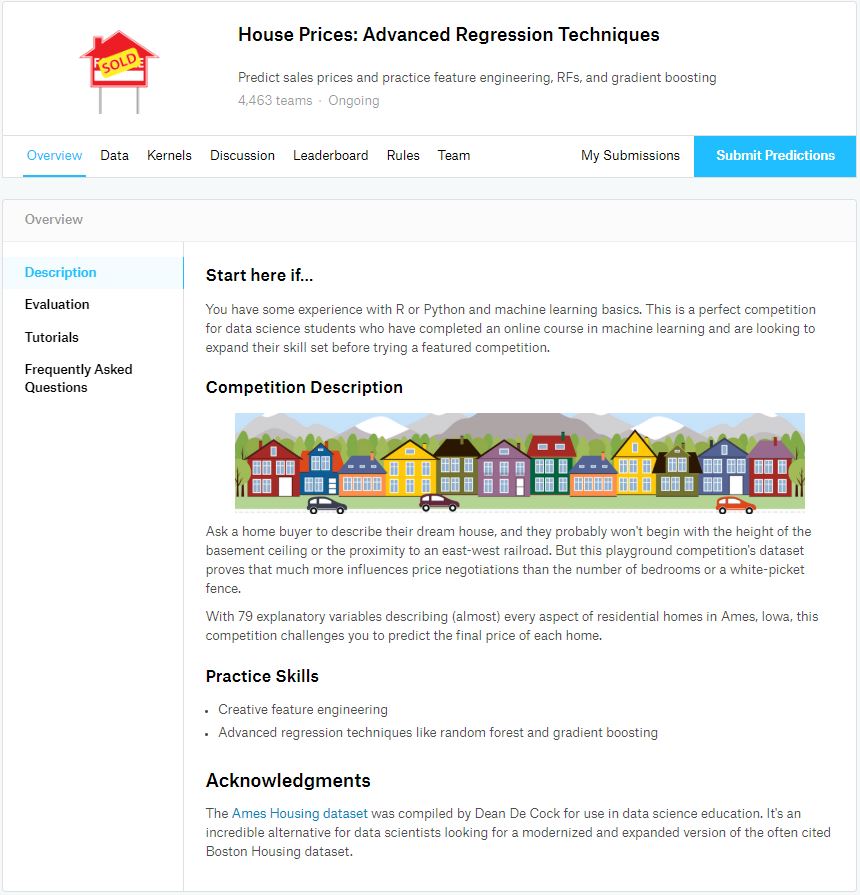 SOLD
House Prices: Advanced Regression Techniques
Predict sales prices and practice feature engineering, RFs, and gradient boosting
4,463 teams · Ongoing
Overview Data Kernels Discussion Leaderboard Rules Team My Submissions Submit Predictions
Overview
Description
Evaluation
Tutorials
Frequently Asked
Questions
Start here if...
You have some experience with R or Python and machine learning basics. This is a perfect competition
for data science students who have completed an online course in machine learning and are looking to
expand their skill set before trying a featured competition.
Competition Description
Ask a home buyer to describe their dream house, and they probably won't begin with the height of the
basement ceiling or the proximity to an east-west railroad. But this playground competition's dataset
proves that much more influences price negotiations than the number of bedrooms or a white-picket
fence.
With 79 explanatory variables describing (almost) every aspect of residential homes in Ames, Iowa, this
competition challenges you to predict the final price of each home.
Practice Skills
• Creative feature engineering
• Advanced regression techniques like random forest and gradient boosting
Acknowledgments
The Ames Housing dataset was compiled by Dean De Cock for use in data science education. It's an
incredible alternative for data scientists looking for a modernized and expanded version of the often cited
Boston Housing dataset.